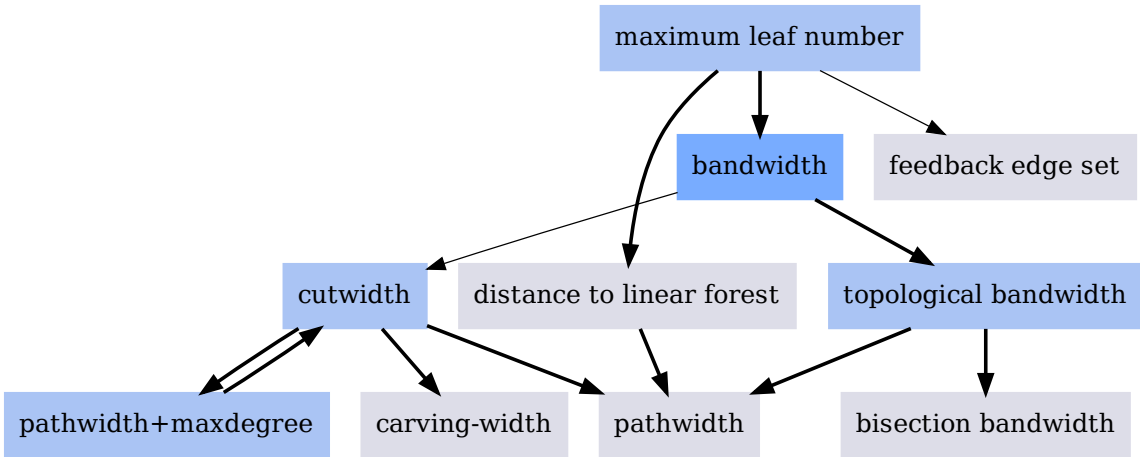 maximum leaf number
bandwidth
feedback edge set
cutwidth
distance to linear forest
topological bandwidth
pathwidth+maxdegree
carving-width
pathwidth
bisection bandwidth